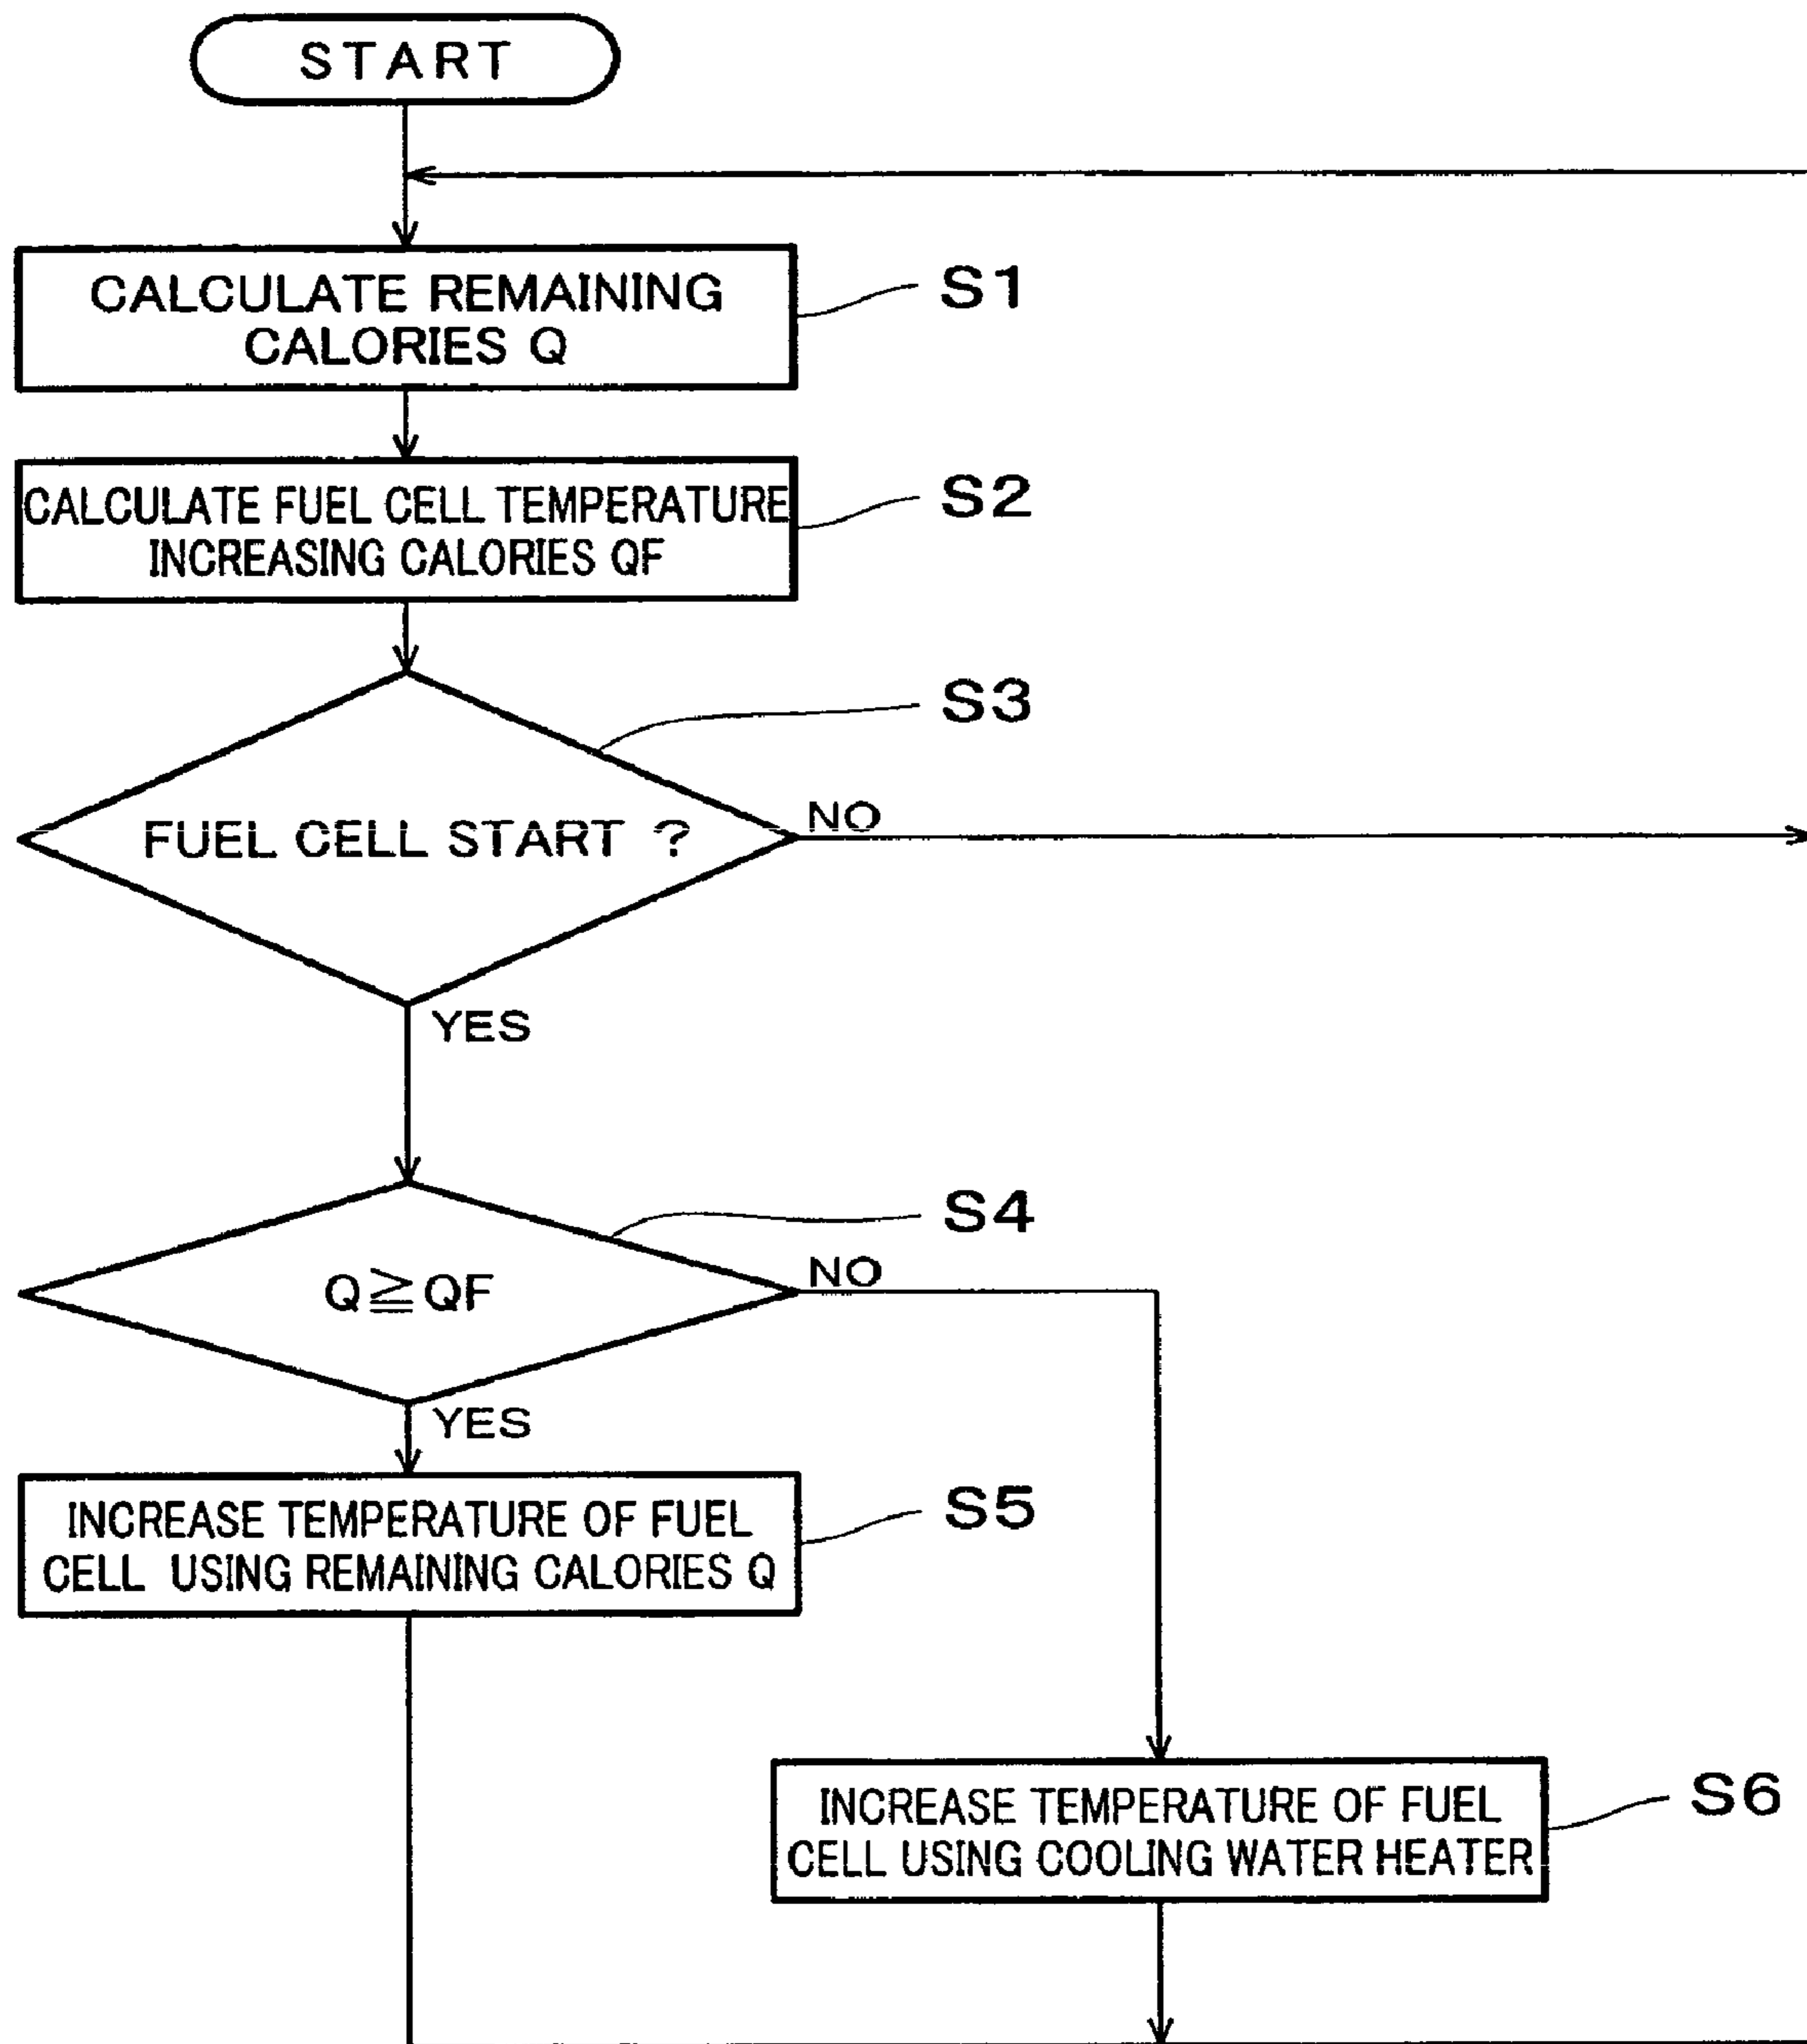 START
CALCULATE REMAINING
CALORIES Q
S1
CALCULATE FUEL CELL TEMPERATURE
INCREASING CALORIES QF
S2
S3
FUEL CELL START ?
NO
YES
S4
Q≧QF
NO
YES
INCREASE TEMPERATURE OF FUEL
CELL USING REMAINING CALORIES Q
S5
INCREASE TEMPERATURE OF FUEL
CELL USING COOLING WATER HEATER
S6